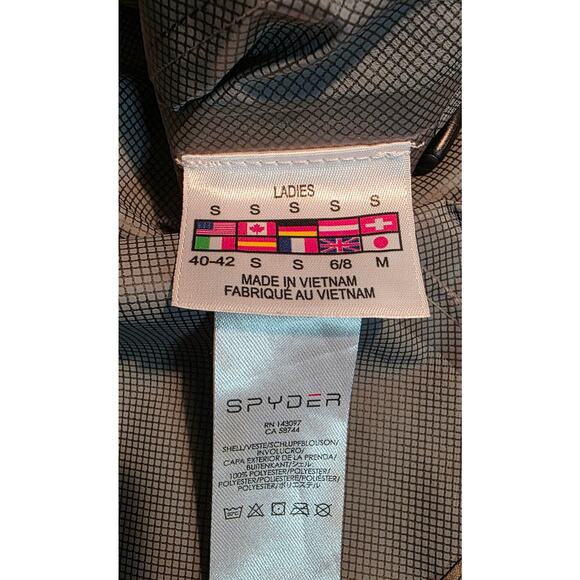 LADIES
S S S S S
40-42 S S 6/8 M
MADE IN VIETNAM
FABRIQUÉ AU VIETNAM
SPYDER
RN 143097
CA 58744
SHELL/VESTE/SCHLUPFBLOUSON/
INVOLUCRO/
CAPA EXTERIOR DE LA PRENDA/
BUITENKANT/シェル
100% POLYESTER/POLYESTER/
POLYESTER/POLIESTERE/POLIÉSTER/
POLYESTER/ポリエステル
30°C